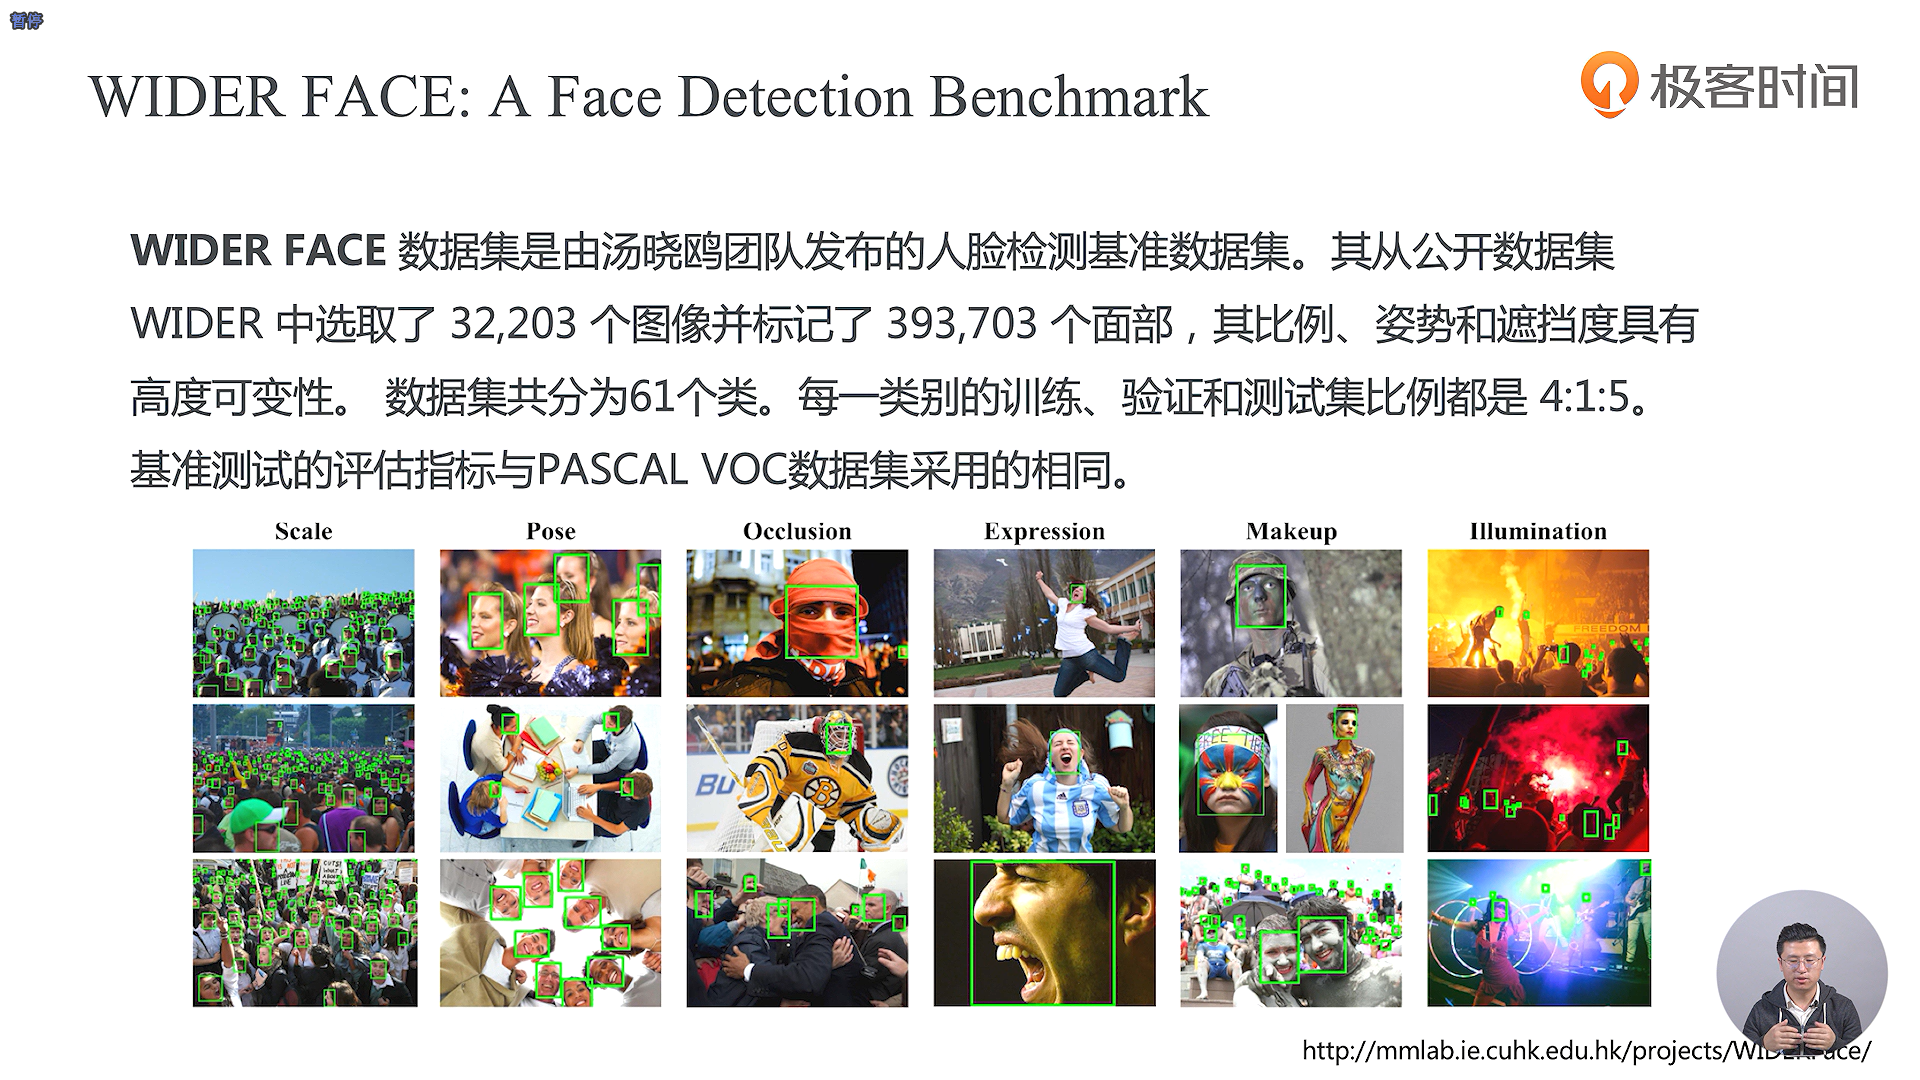 暂停
WIDER FACE: A Face Detection Benchmark
极客时间
WIDER FACE 数据集是由汤晓鸥团队发布的人脸检测基准数据集。其从公开数据集
WIDER 中选取了 32,203 个图像并标记了 393,703 个面部，其比例、姿势和遮挡度具有
高度可变性。 数据集共分为61个类。每一类别的训练、验证和测试集比例都是 4:1:5。
基准测试的评估指标与PASCAL VOC数据集采用的相同。
Scale Pose Occlusion Expression Makeup Illumination
FREEDOM
http://mmlab.ie.cuhk.edu.hk/projects/WIDERFace/